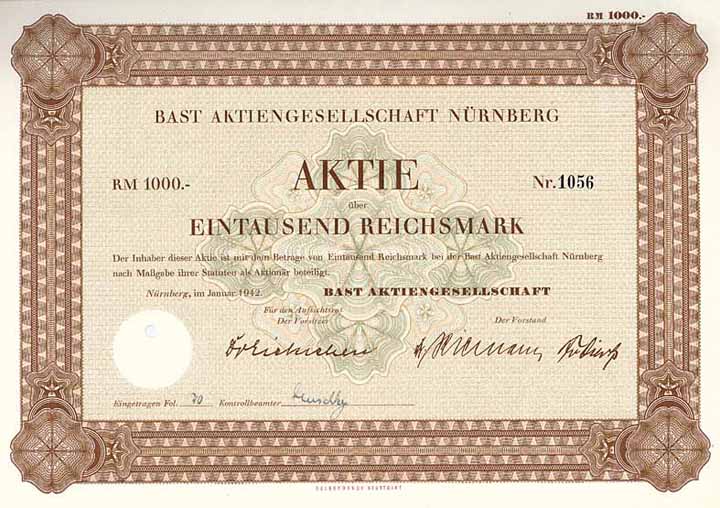 RM 1000.-
BAST AKTIENGESELLSCHAFT NÜRNBERG
RM 1000.- AKTIE Nr. 1056
über
EINTAUSEND REICHSMARK
Der Inhaber dieser Aktie ist mit dem Betrage von Eintausend Reichsmark bei der Bast Aktiengesellschaft Nürnberg
nach Maßgabe ihrer Statuten als Aktionär beteiligt.
Nürnberg, im Januar 1942. BAST AKTIENGESELLSCHAFT
Für den Aufsichtsrat
Der Vorsitzer Der Vorstand
Eingetragen Fol. 70 Kontrollbeamter